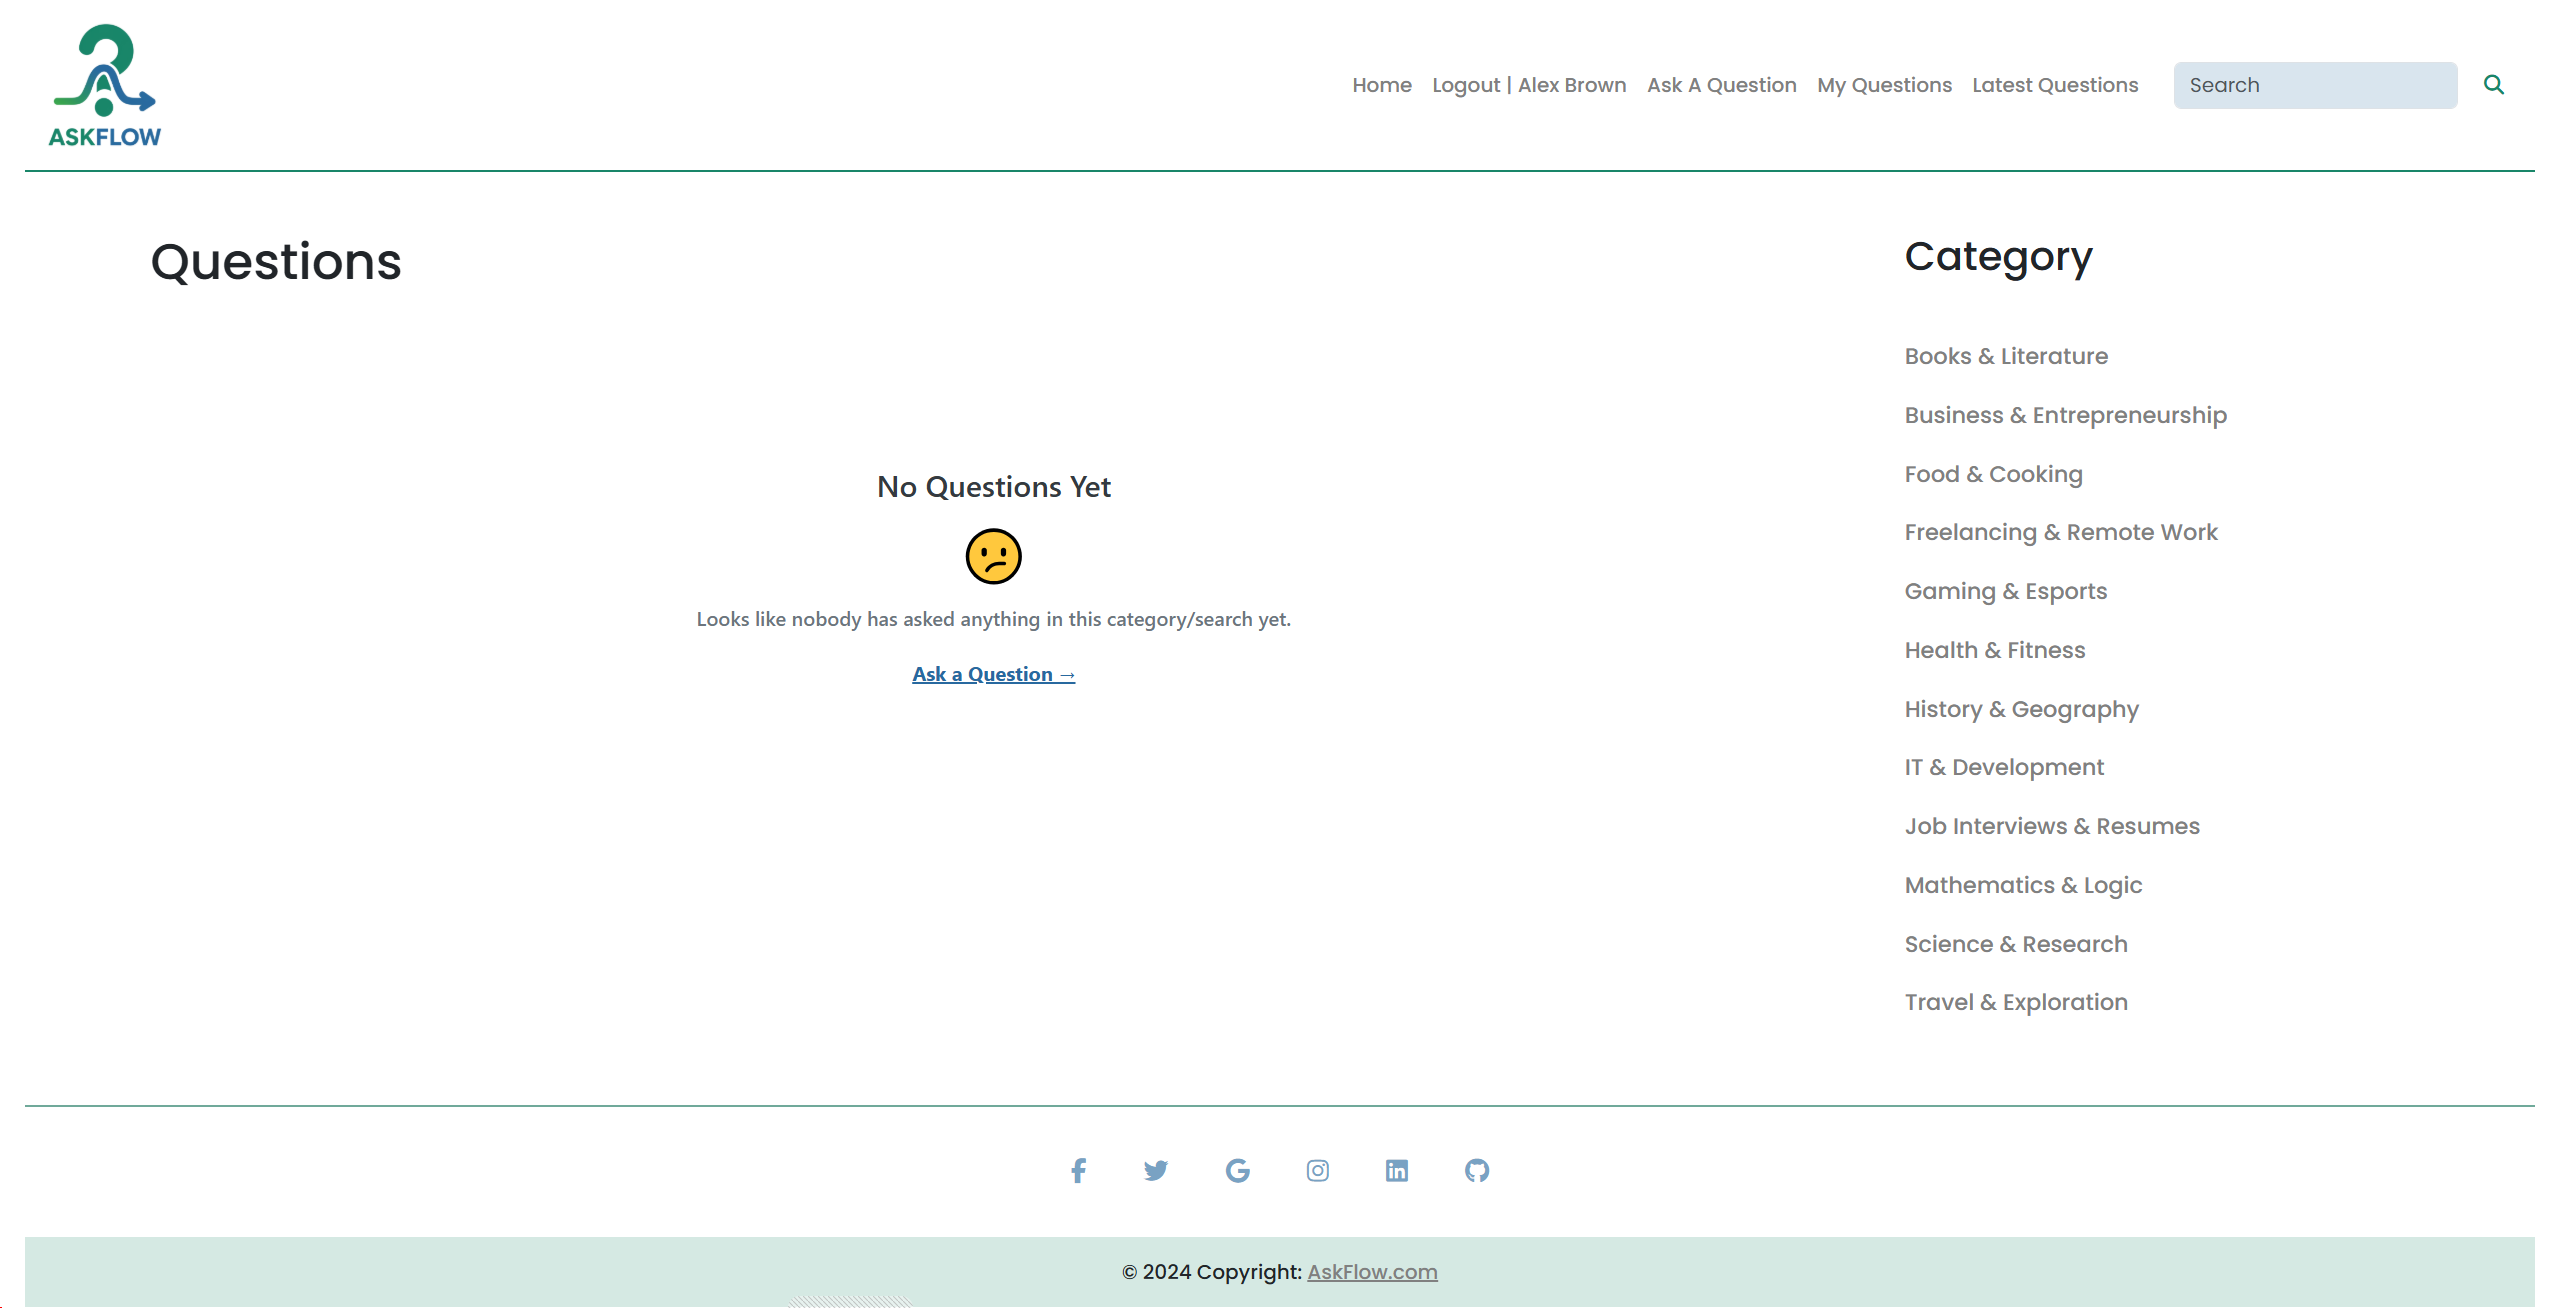 ASKFLOW
Home Logout | Alex Brown Ask A Question My Questions Latest Questions Search
Questions
No Questions Yet
Looks like nobody has asked anything in this category/search yet.
Ask a Question →
Category
Books & Literature
Business & Entrepreneurship
Food & Cooking
Freelancing & Remote Work
Gaming & Esports
Health & Fitness
History & Geography
IT & Development
Job Interviews & Resumes
Mathematics & Logic
Science & Research
Travel & Exploration
© 2024 Copyright: AskFlow.com